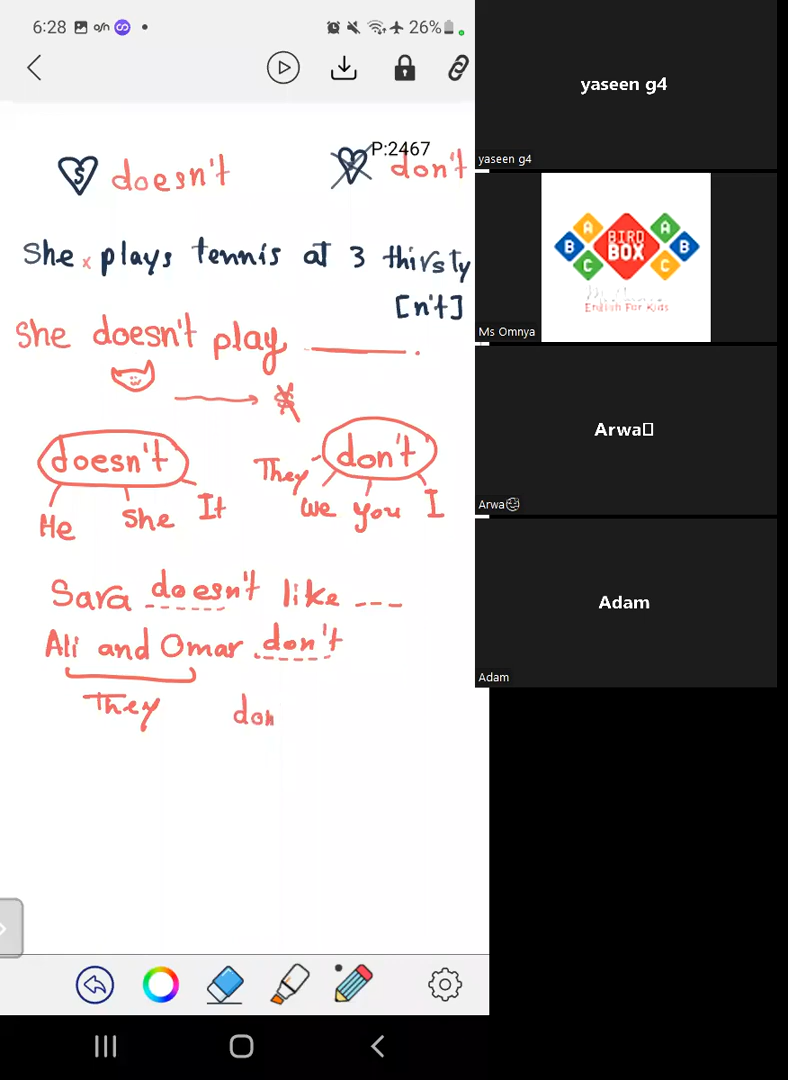 6:28 26%
P:2467
doesn't don't
She x plays tennis at 3 thirsty
[n't]
She doesn't play ______.
doesn't don't
He She It They we you I
Sara doesn't like ---
Ali and Omar don't
They don
yaseen g4
yaseen g4
A B C BIRD BOX A B C
English For Kids
Ms Omnya
Arwa
Arwa
Adam
Adam